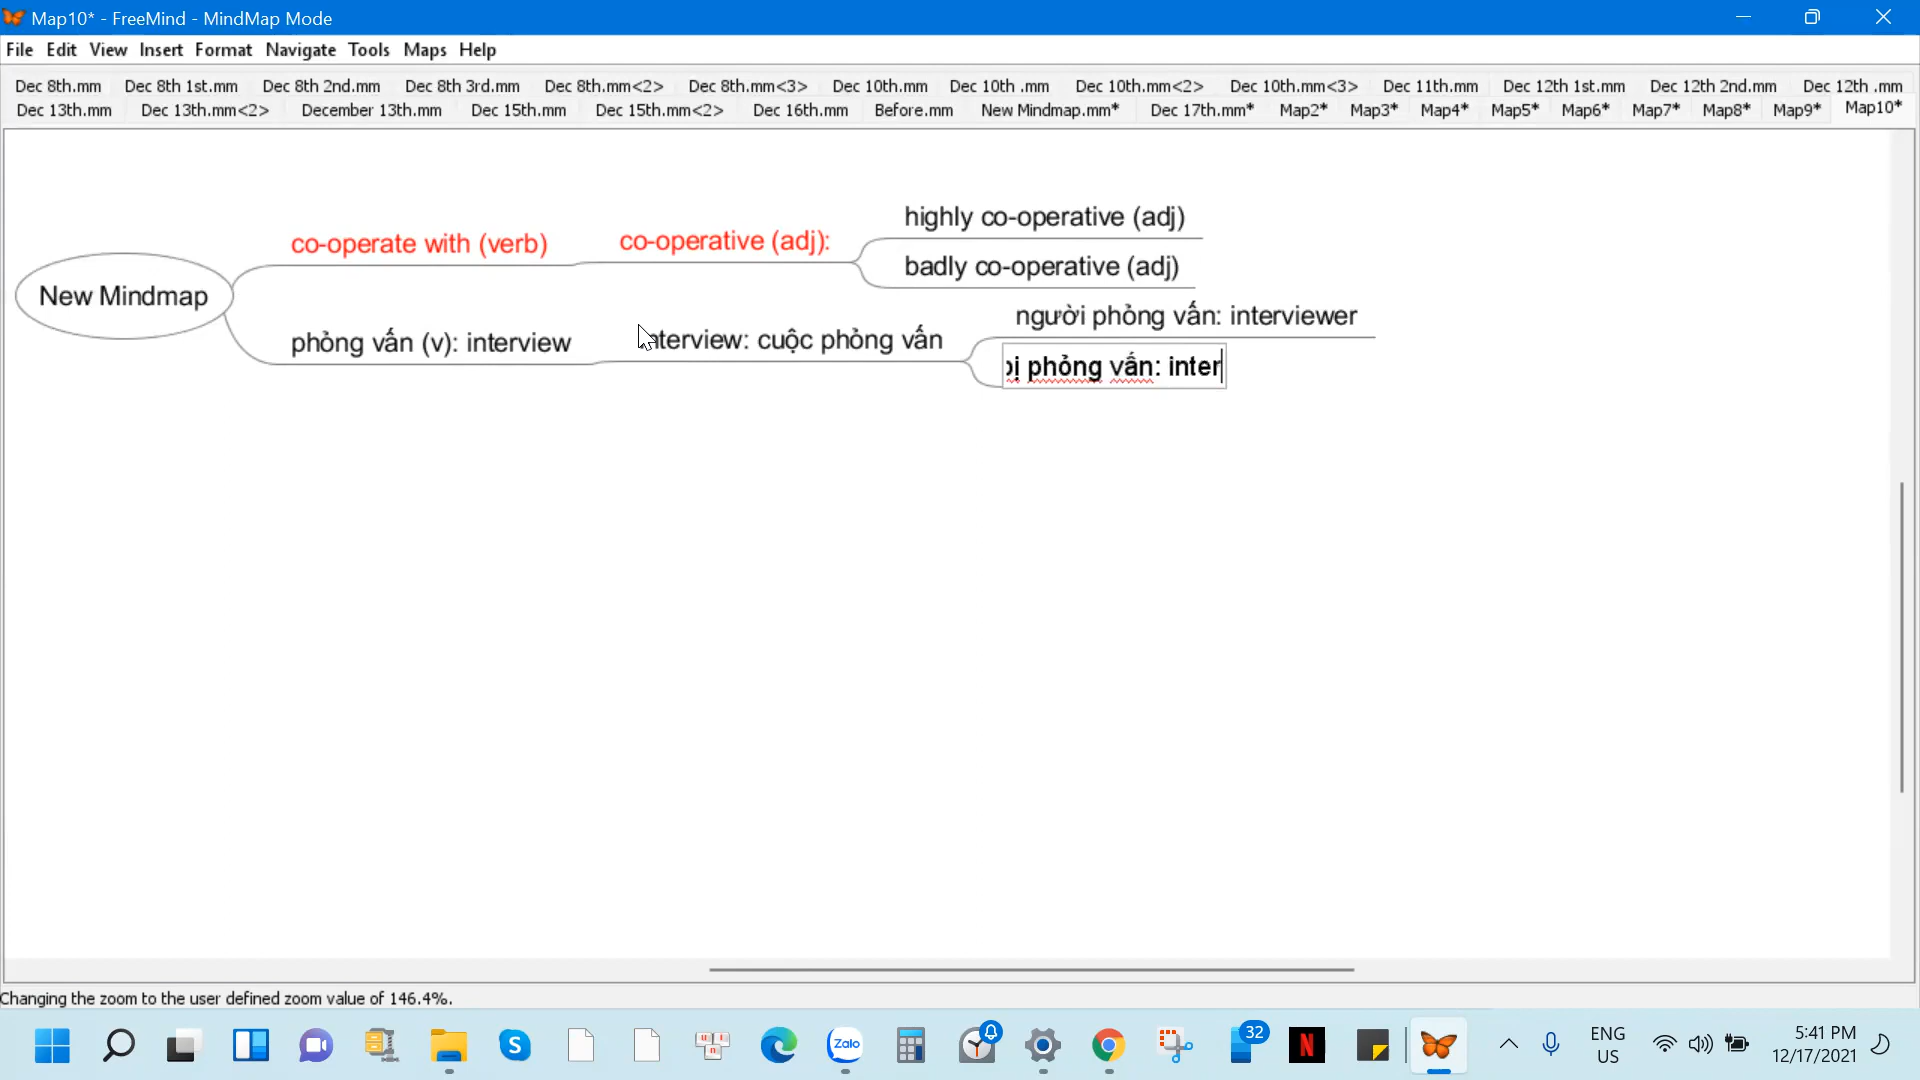 Map10* - FreeMind - MindMap Mode
File Edit View Insert Format Navigate Tools Maps Help
Dec 8th.mm Dec 8th 1st.mm Dec 8th 2nd.mm Dec 8th 3rd.mm Dec 8th.mm<2> Dec 8th.mm<3> Dec 10th.mm Dec 10th .mm Dec 10th.mm<2> Dec 10th.mm<3> Dec 11th.mm Dec 12th 1st.mm Dec 12th 2nd.mm Dec 12th .mm
Dec 13th.mm Dec 13th.mm<2> December 13th.mm Dec 15th.mm Dec 15th.mm<2> Dec 16th.mm Before.mm New Mindmap.mm* Dec 17th.mm* Map2* Map3* Map4* Map5* Map6* Map7* Map8* Map9* Map10*
New Mindmap
co-operate with (verb)
co-operative (adj):
highly co-operative (adj)
badly co-operative (adj)
phỏng vấn (v): interview
nterview: cuộc phỏng vấn
người phỏng vấn: interviewer
bị phỏng vấn: inter
Changing the zoom to the user defined zoom value of 146.4%.
Zalo
32
N
ENG
US
5:41 PM
12/17/2021